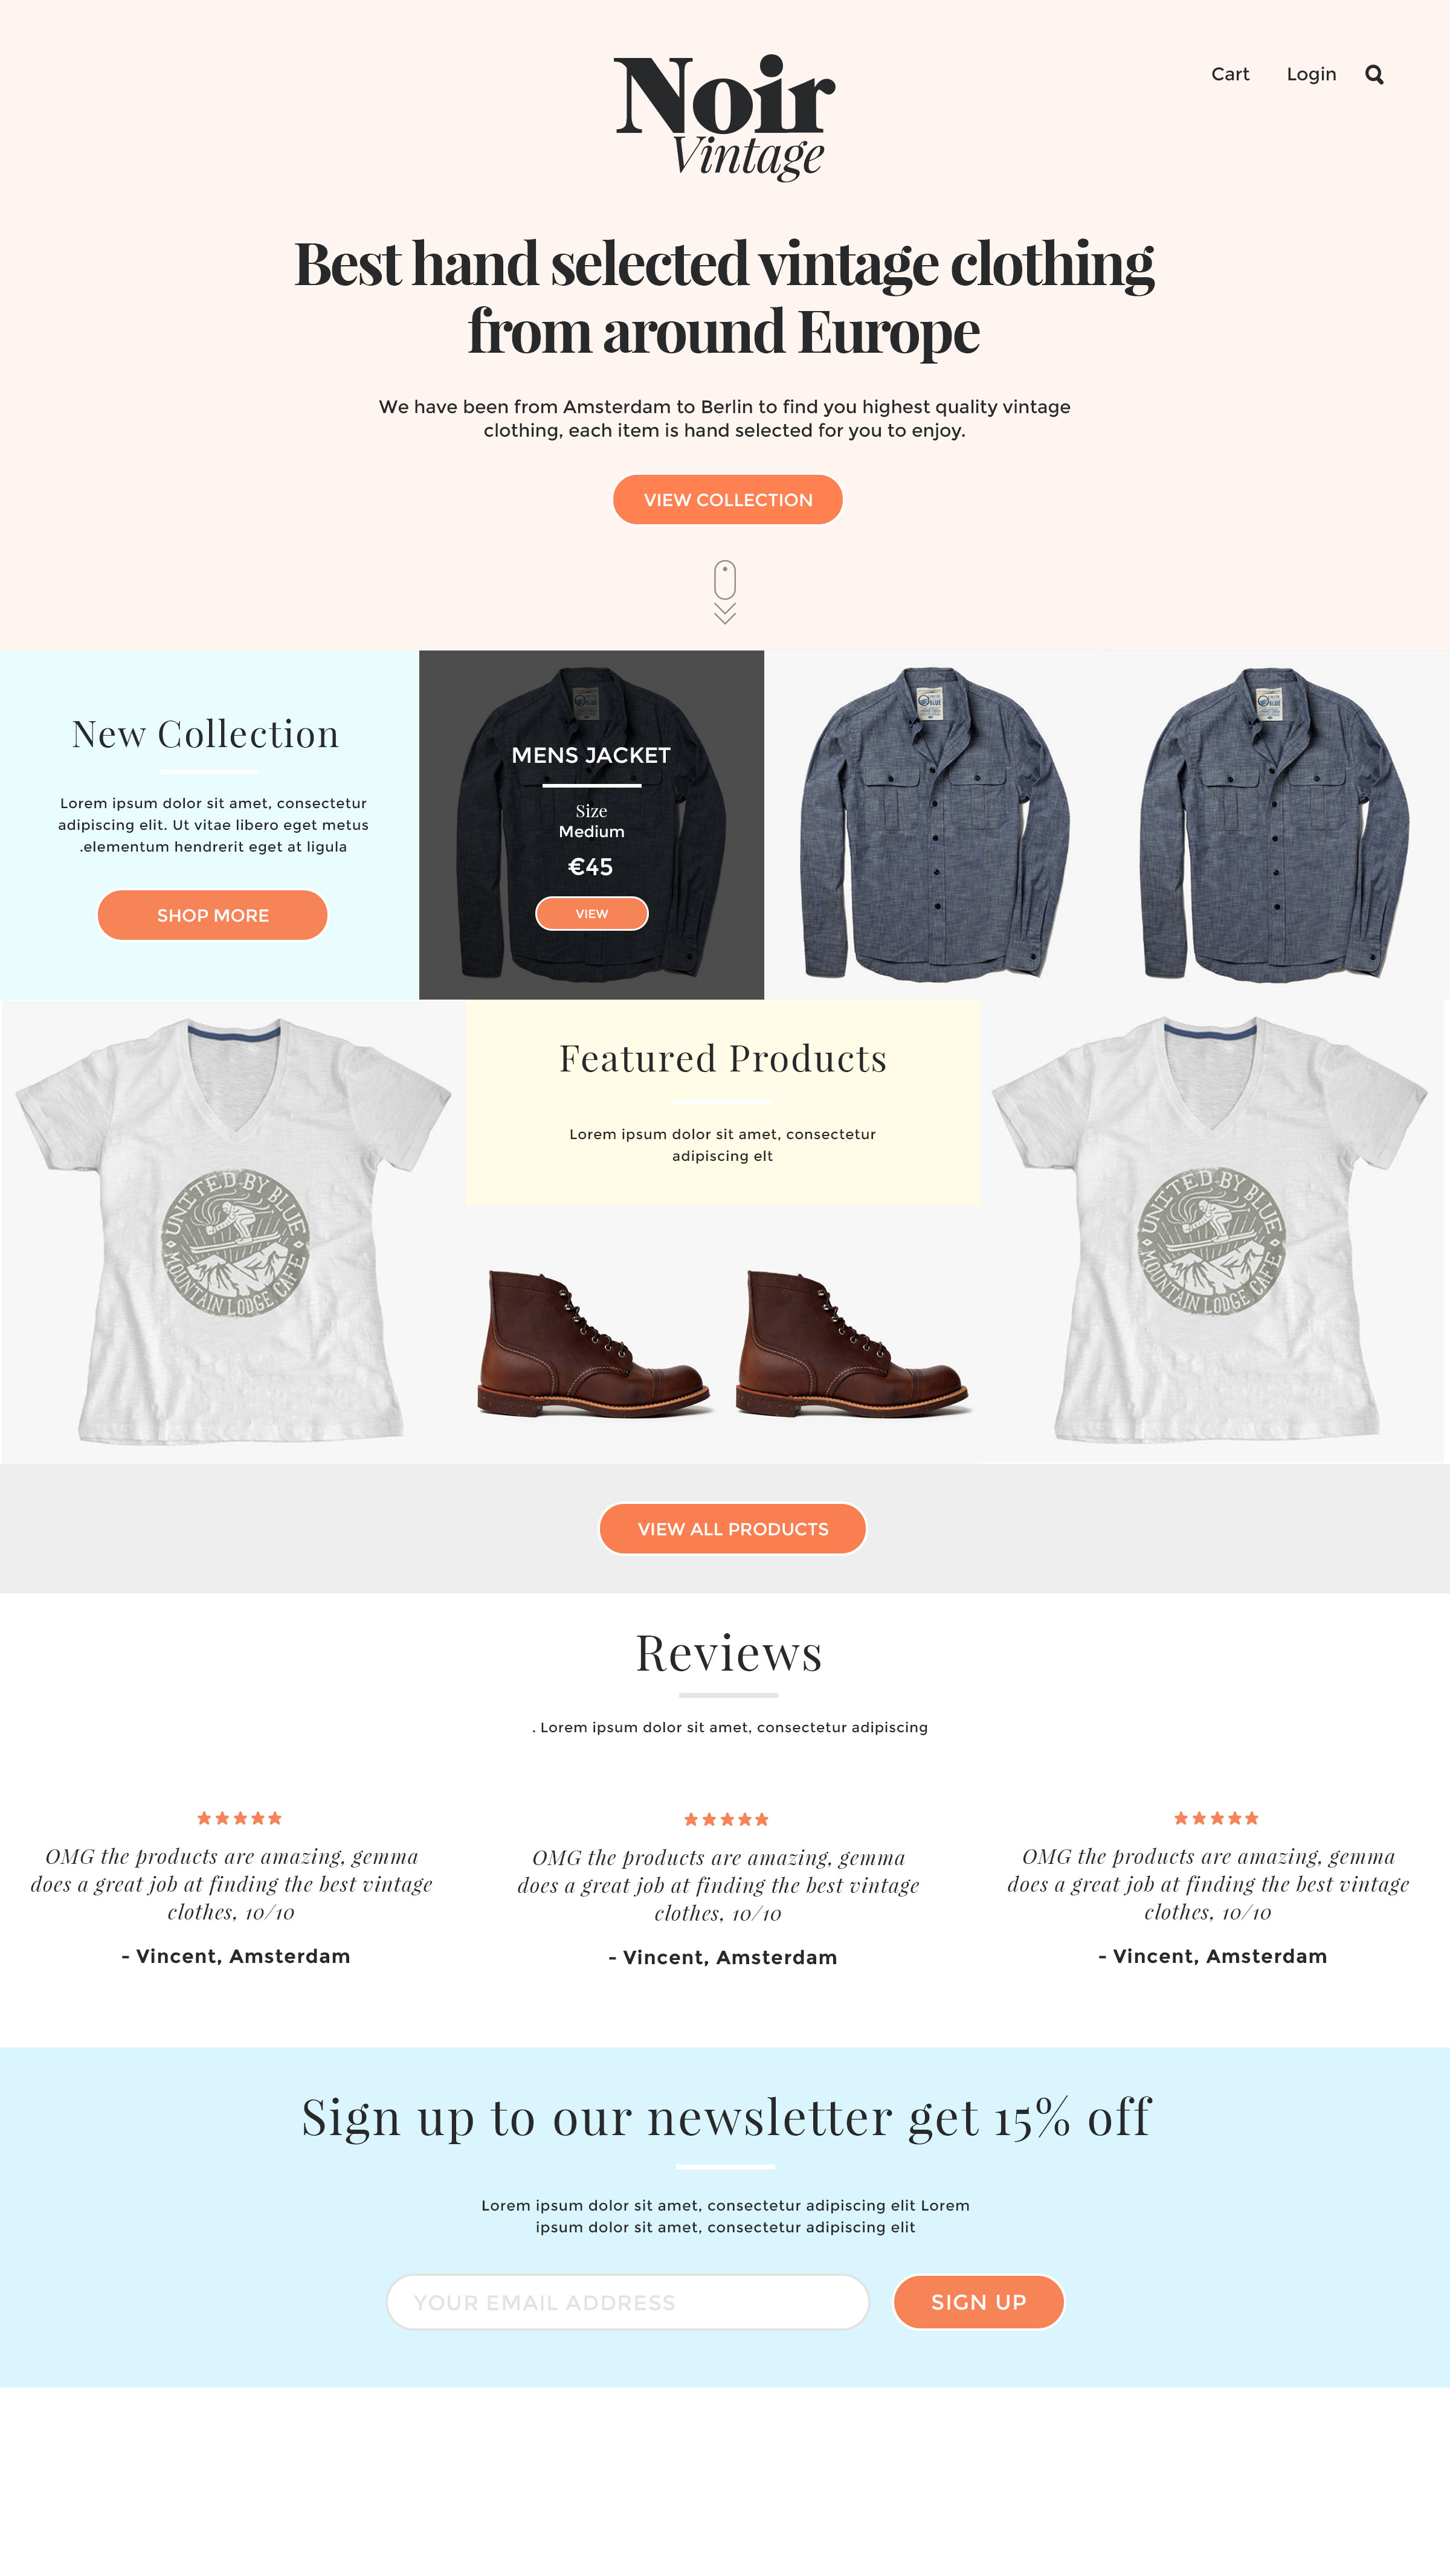 Noir
Vintage
Cart
Login
Best hand selected vintage clothing
from around Europe
We have been from Amsterdam to Berlin to find you highest quality vintage
clothing, each item is hand selected for you to enjoy.
VIEW COLLECTION
New Collection
Lorem ipsum dolor sit amet, consectetur
adipiscing elit. Ut vitae libero eget metus
.elementum hendrerit eget at ligula
SHOP MORE
MENS JACKET
Size
Medium
€45
VIEW
BLUE
BLUE
UNITED BY BLUE
MOUNTAIN LODGE CAFE
Featured Products
Lorem ipsum dolor sit amet, consectetur
adipiscing elt
UNITED BY BLUE
MOUNTAIN LODGE CAFE
VIEW ALL PRODUCTS
Reviews
. Lorem ipsum dolor sit amet, consectetur adipiscing
OMG the products are amazing, gemma
does a great job at finding the best vintage
clothes, 10/10
- Vincent, Amsterdam
OMG the products are amazing, gemma
does a great job at finding the best vintage
clothes, 10/10
- Vincent, Amsterdam
OMG the products are amazing, gemma
does a great job at finding the best vintage
clothes, 10/10
- Vincent, Amsterdam
Sign up to our newsletter get 15% off
Lorem ipsum dolor sit amet, consectetur adipiscing elit Lorem
ipsum dolor sit amet, consectetur adipiscing elit
YOUR EMAIL ADDRESS
SIGN UP